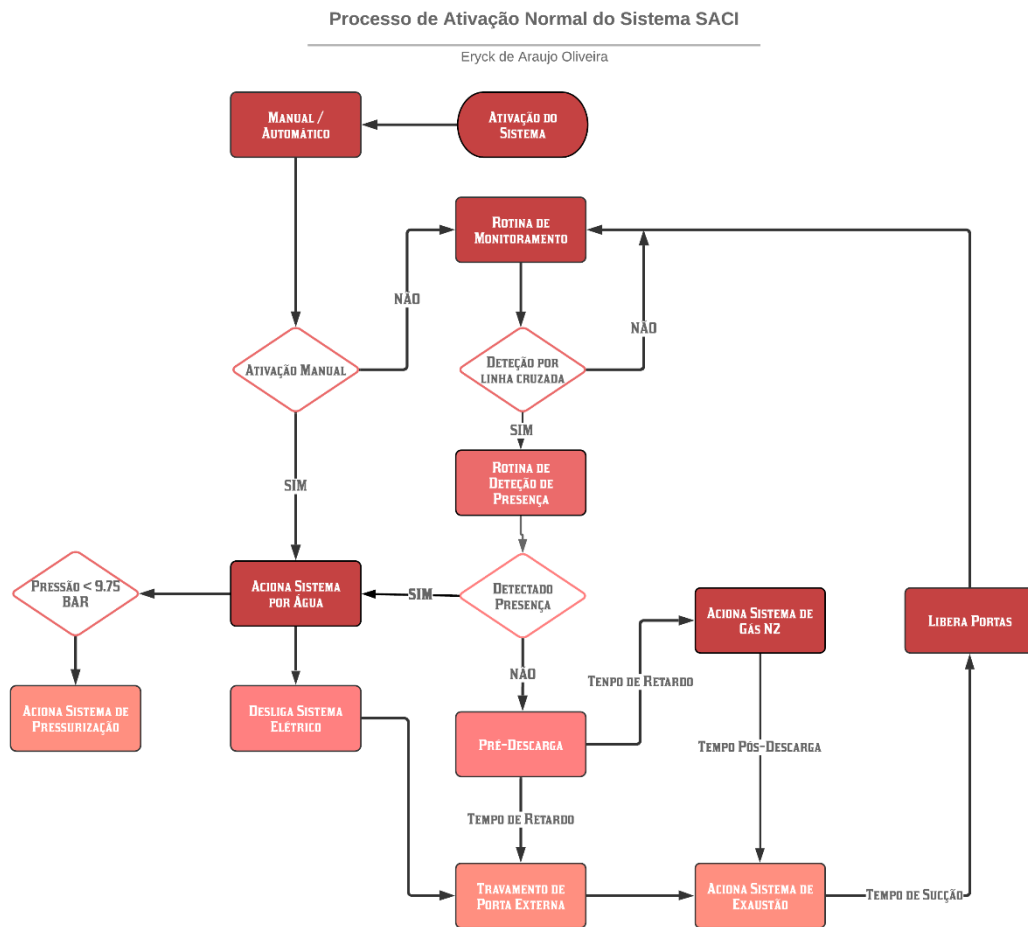 Processo de Ativação Normal do Sistema SACI
Eryck de Araujo Oliveira
Manual /
Automático
Ativação do
Sistema
Rotina de
Monitoramento
NÃO
NÃO
Ativação Manual
Deteção por
linha cruzada
SIM
Rotina de
Deteção de
Presença
SIM
Pressão < 9.75
BAR
Aciona Sistema
por Água
SIM
Detectado
Presença
Aciona Sistema de
Gás N2
Libera Portas
NÃO
Tenpo de Retardo
Aciona Sistema de
Pressurização
Desliga Sistema
Elétrico
Pré-Descarga
Tempo Pós-Descarga
Tempo de Retardo
Travamento de
Porta Externa
Aciona Sistema de
Exaustão
Tempo de Sucção